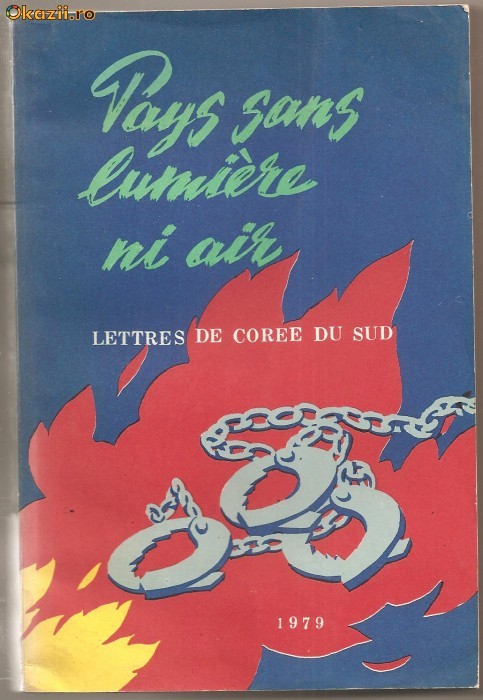 Okazii.ro
Pays sans
lumière
ni air
LETTRES DE COREE DU SUD
1979